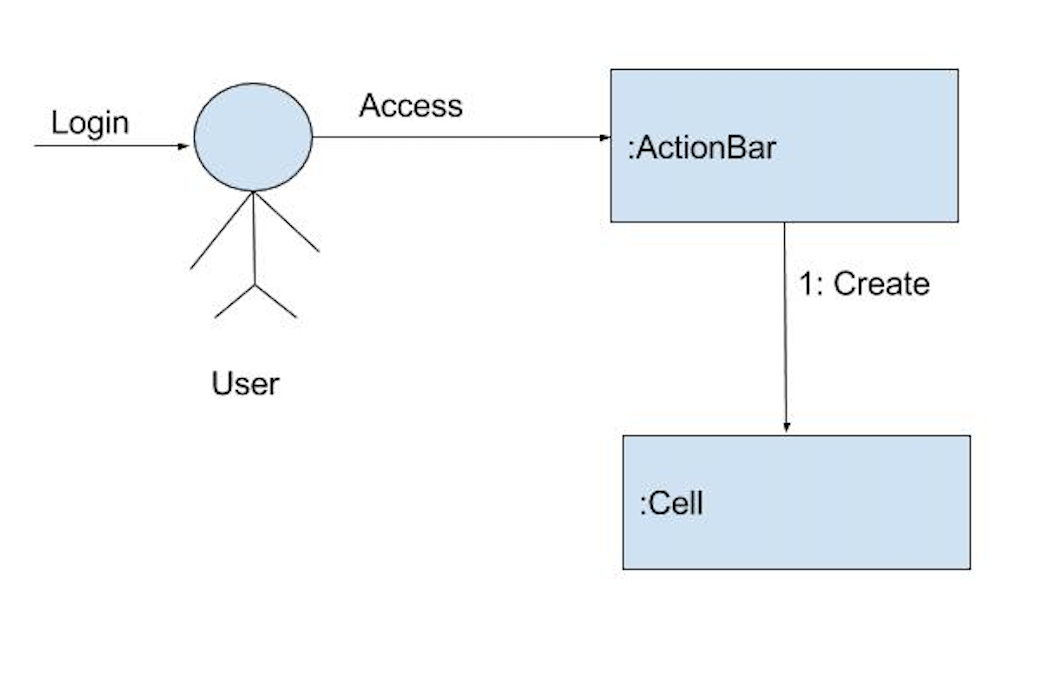 Login
Access
:ActionBar
1: Create
User
:Cell